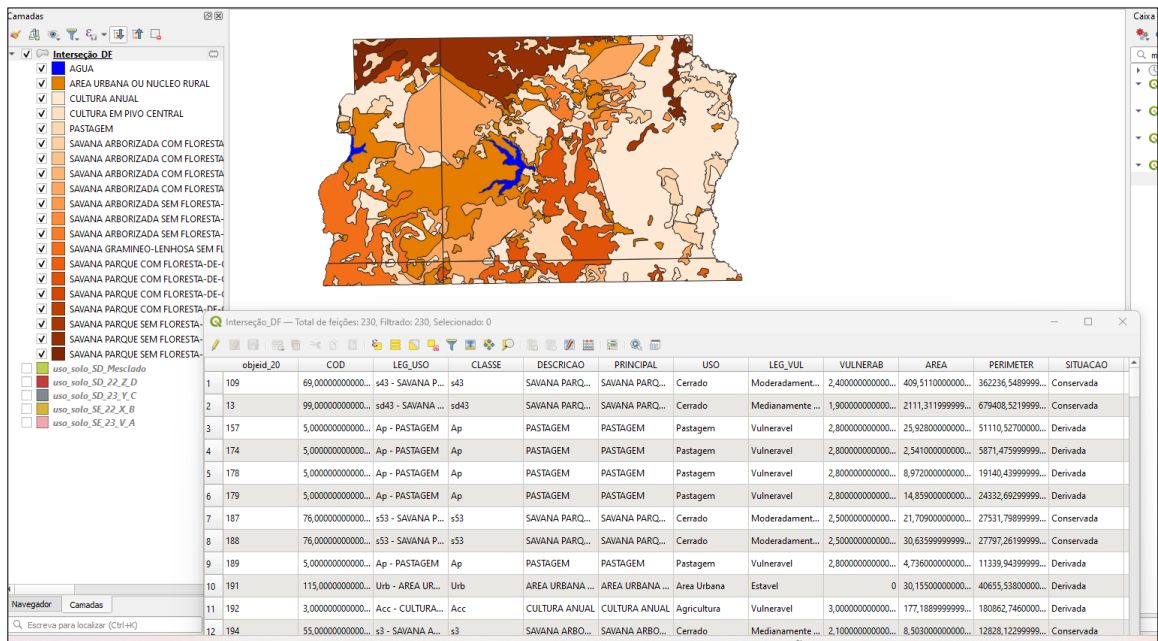 Camadas
Interseção_DF
AGUA
AREA URBANA OU NUCLEO RURAL
CULTURA ANUAL
CULTURA EM PIVO CENTRAL
PASTAGEM
SAVANA ARBORIZADA COM FLORESTA
SAVANA ARBORIZADA COM FLORESTA
SAVANA ARBORIZADA COM FLORESTA
SAVANA ARBORIZADA COM FLORESTA
SAVANA ARBORIZADA SEM FLORESTA-
SAVANA ARBORIZADA SEM FLORESTA-
SAVANA ARBORIZADA SEM FLORESTA-
SAVANA GRAMINEO-LENHOSA SEM FL
SAVANA PARQUE COM FLORESTA-DE-
SAVANA PARQUE COM FLORESTA-DE-
SAVANA PARQUE COM FLORESTA-DE-
SAVANA PARQUE COM FLORESTA-DE-
SAVANA PARQUE SEM FLORESTA-
SAVANA PARQUE SEM FLORESTA-
SAVANA PARQUE SEM FLORESTA-
uso_solo_SD_Mesclado
uso_solo_SD_22_Z_D
uso_solo_SD_23_Y_C
uso_solo_SE_22_X_B
uso_solo_SE_23_V_A
Navegador Camadas
Escreva para localizar (Ctrl+K)
Caixa
m
Interseção_DF — Total de feições: 230, Filtrado: 230, Selecionado: 0
objeid_20 COD LEG_USO CLASSE DESCRICAO PRINCIPAL USO LEG_VUL VULNERAB AREA PERIMETER SITUACAO
1 109 69,00000000000... s43 - SAVANA P... s43 SAVANA PARQ... SAVANA PARQ... Cerrado Moderadament... 2,400000000000... 409,5110000000... 362236,5489999... Conservada
2 13 99,00000000000... sd43 - SAVANA ... sd43 SAVANA PARQ... SAVANA PARQ... Cerrado Medianamente ... 1,900000000000... 2111,311999999... 679408,5219999... Conservada
3 157 5,000000000000... Ap - PASTAGEM Ap PASTAGEM PASTAGEM Pastagem Vulneravel 2,800000000000... 25,92800000000... 51110,52700000... Derivada
4 174 5,000000000000... Ap - PASTAGEM Ap PASTAGEM PASTAGEM Pastagem Vulneravel 2,800000000000... 2,541000000000... 5871,475999999... Derivada
5 178 5,000000000000... Ap - PASTAGEM Ap PASTAGEM PASTAGEM Pastagem Vulneravel 2,800000000000... 8,972000000000... 19140,43999999... Derivada
6 179 5,000000000000... Ap - PASTAGEM Ap PASTAGEM PASTAGEM Pastagem Vulneravel 2,800000000000... 14,85900000000... 24332,69299999... Derivada
7 187 76,00000000000... s53 - SAVANA P... s53 SAVANA PARQ... SAVANA PARQ... Cerrado Moderadament... 2,500000000000... 21,70900000000... 27531,79899999... Conservada
8 188 76,00000000000... s53 - SAVANA P... s53 SAVANA PARQ... SAVANA PARQ... Cerrado Moderadament... 2,500000000000... 30,63599999999... 27797,26199999... Conservada
9 189 5,000000000000... Ap - PASTAGEM Ap PASTAGEM PASTAGEM Pastagem Vulneravel 2,800000000000... 4,736000000000... 11339,94399999... Derivada
10 191 115,0000000000... Urb - AREA UR... Urb AREA URBANA ... AREA URBANA ... Area Urbana Estavel 0 30,15500000000... 40655,53800000... Derivada
11 192 3,000000000000... Acc - CULTURA... Acc CULTURA ANUAL CULTURA ANUAL Agricultura Vulneravel 3,000000000000... 177,1889999999... 180862,7460000... Derivada
12 194 55,00000000000... s3 - SAVANA A... s3 SAVANA ARBO... SAVANA ARBO... Cerrado Medianamente ... 2,100000000000... 8,503000000000... 12828,12299999... Conservada